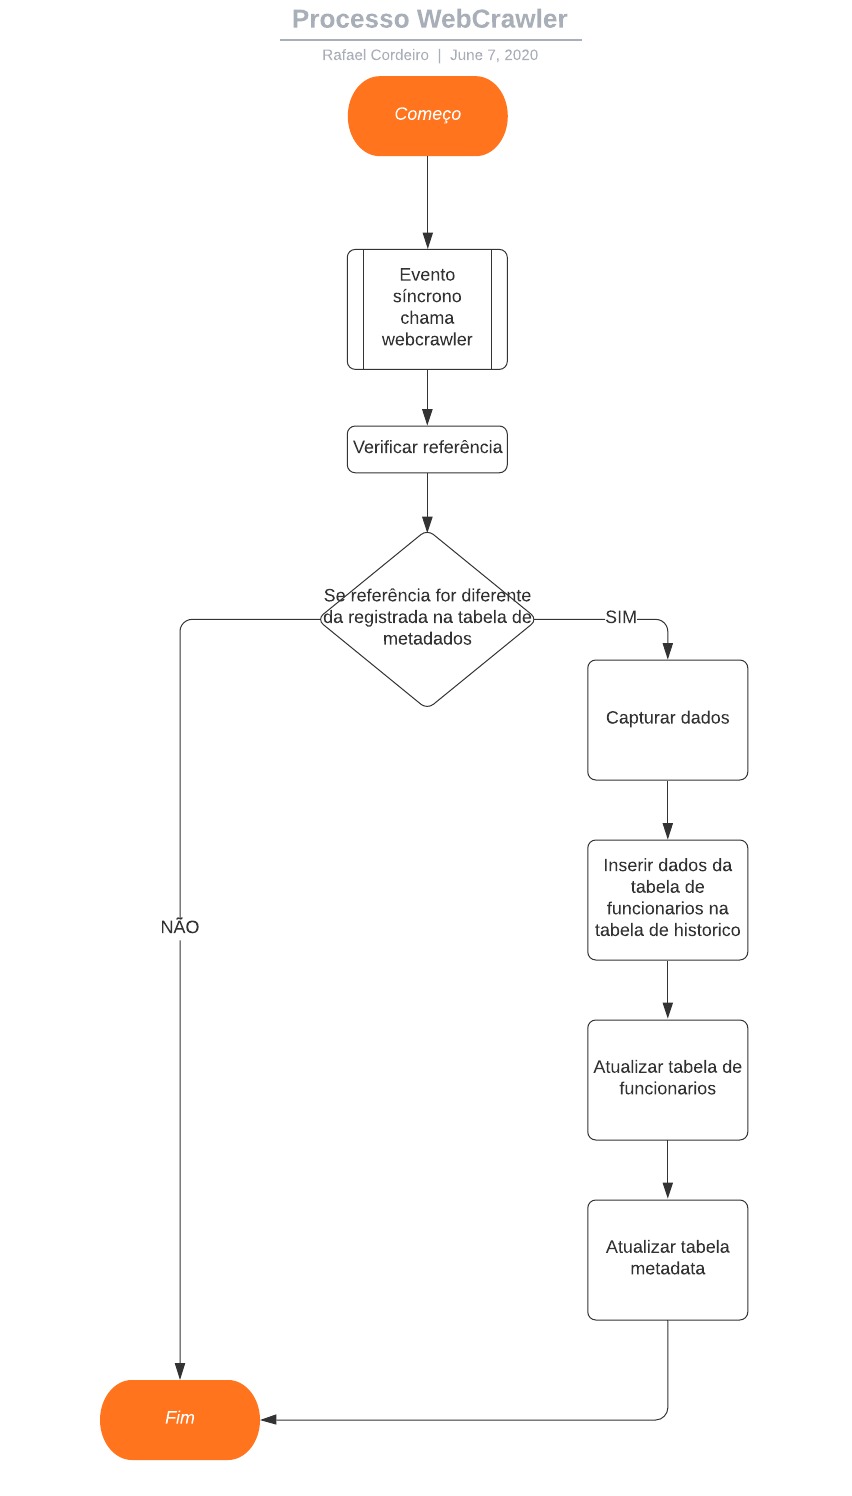 Processo WebCrawler
Rafael Cordeiro | June 7, 2020
Começo
Evento
síncrono
chama
webcrawler
Verificar referência
Se referência for diferente
da registrada na tabela de
metadados
SIM
Capturar dados
Inserir dados da
tabela de
funcionarios na
tabela de historico
NÃO
Atualizar tabela de
funcionarios
Atualizar tabela
metadata
Fim